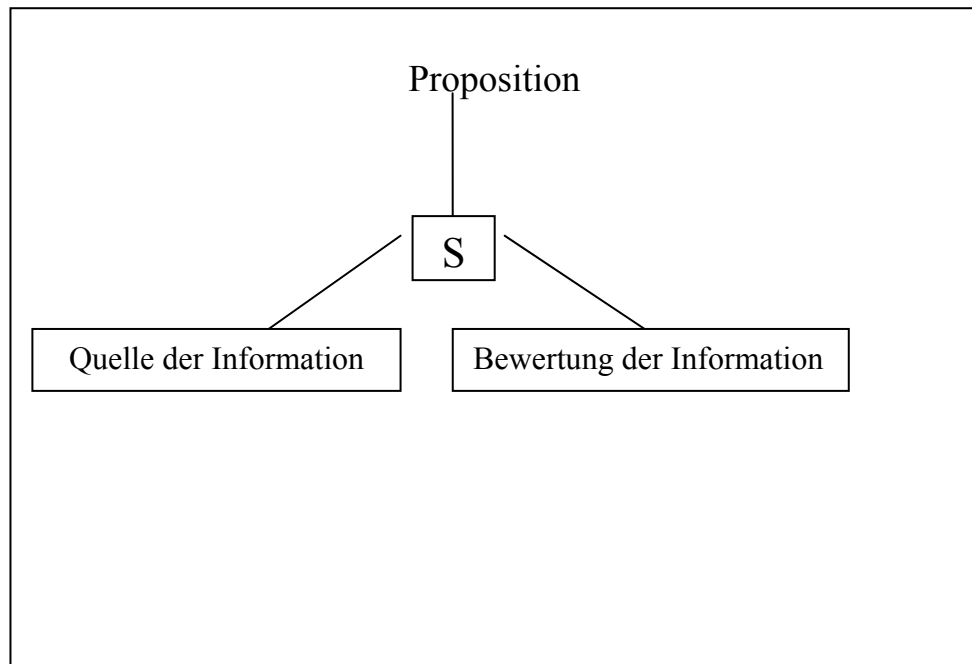 Proposition
S
Quelle der Information
Bewertung der Information